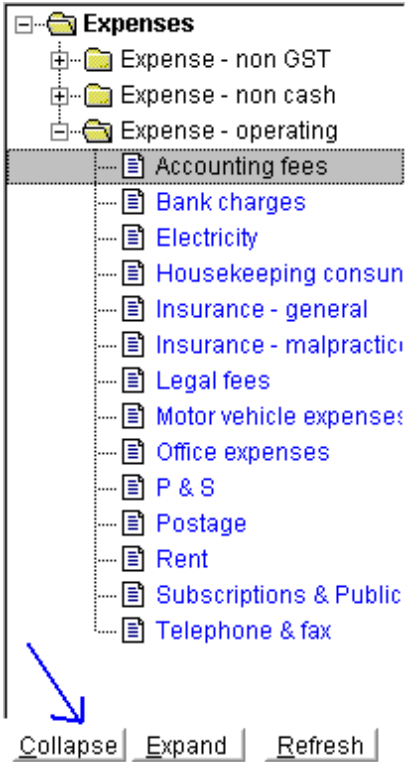 Expenses
Expense - non GST
Expense - non cash
Expense - operating
Accounting fees
Bank charges
Electricity
Housekeeping consun
Insurance - general
Insurance - malpractic
Legal fees
Motor vehicle expenses
Office expenses
P & S
Postage
Rent
Subscriptions & Public
Telephone & fax
Collapse Expand Refresh